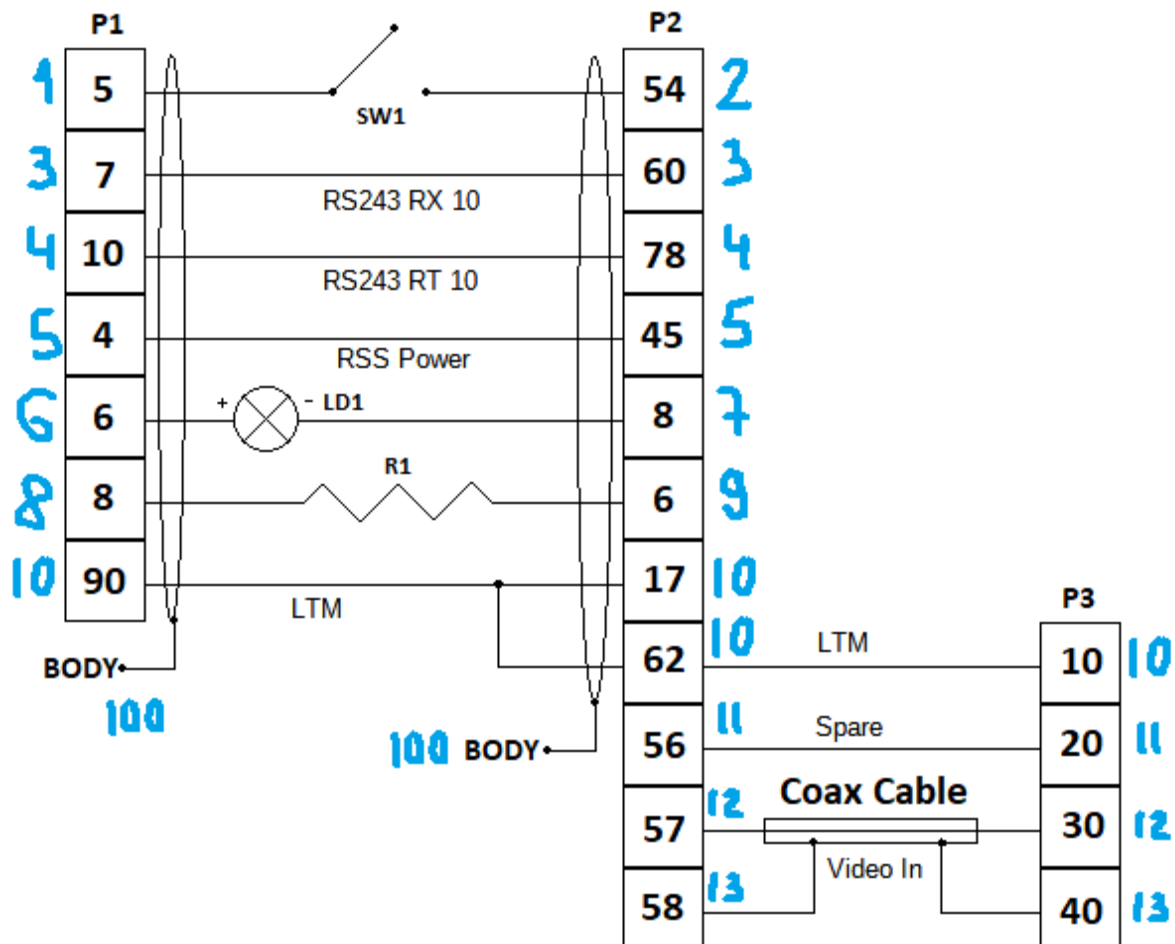 P1 P2
1 5 SW1 54 2
3 7 60 3
RS243 RX 10
4 10 78 4
RS243 RT 10
5 4 45 5
RSS Power
6 6 + - LD1 8 7
R1
8 8 6 9
10 90 17 10
LTM
P3
BODY 62 10 LTM 10 10
100
100 BODY 56 11 Spare 20 11
Coax Cable
57 12 30 12
Video In
58 13 40 13